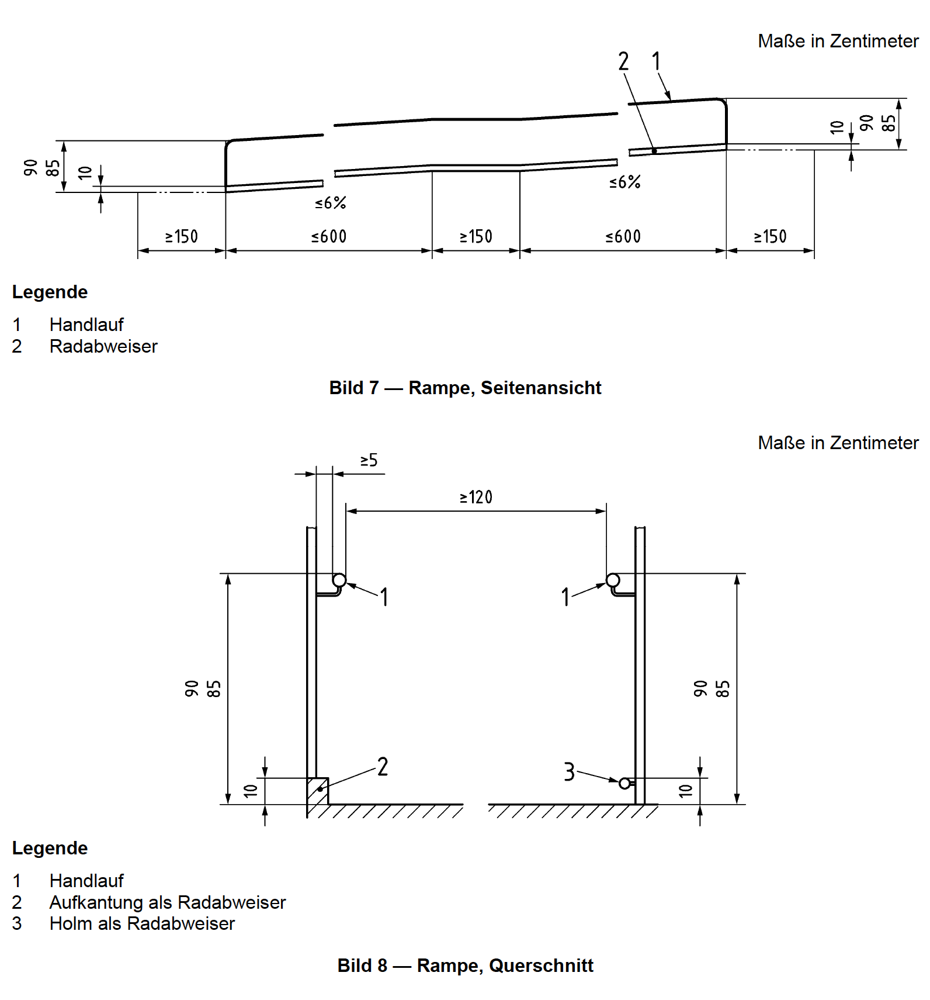 Maße in Zentimeter
2 1
10
90
85
90
85
10
≤6%
≤6%
≥150
≤600
≥150
≤600
≥150
Legende
1 Handlauf
2 Radabweiser
Bild 7 — Rampe, Seitenansicht
Maße in Zentimeter
≥5
≥120
1
1
90
85
90
85
2
3
10
10
Legende
1 Handlauf
2 Aufkantung als Radabweiser
3 Holm als Radabweiser
Bild 8 — Rampe, Querschnitt